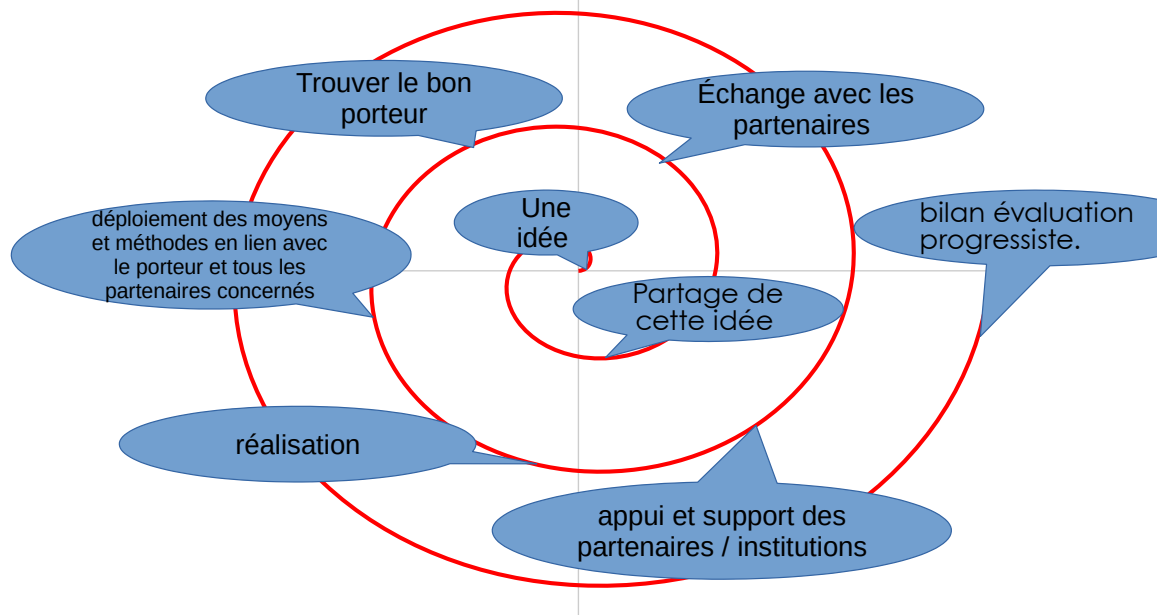 Trouver le bon
porteur
Échange avec les
partenaires
déploiement des moyens
et méthodes en lien avec
le porteur et tous les
partenaires concernés
Une
idée
bilan évaluation
progressiste.
Partage de
cette idée
réalisation
appui et support des
partenaires / institutions